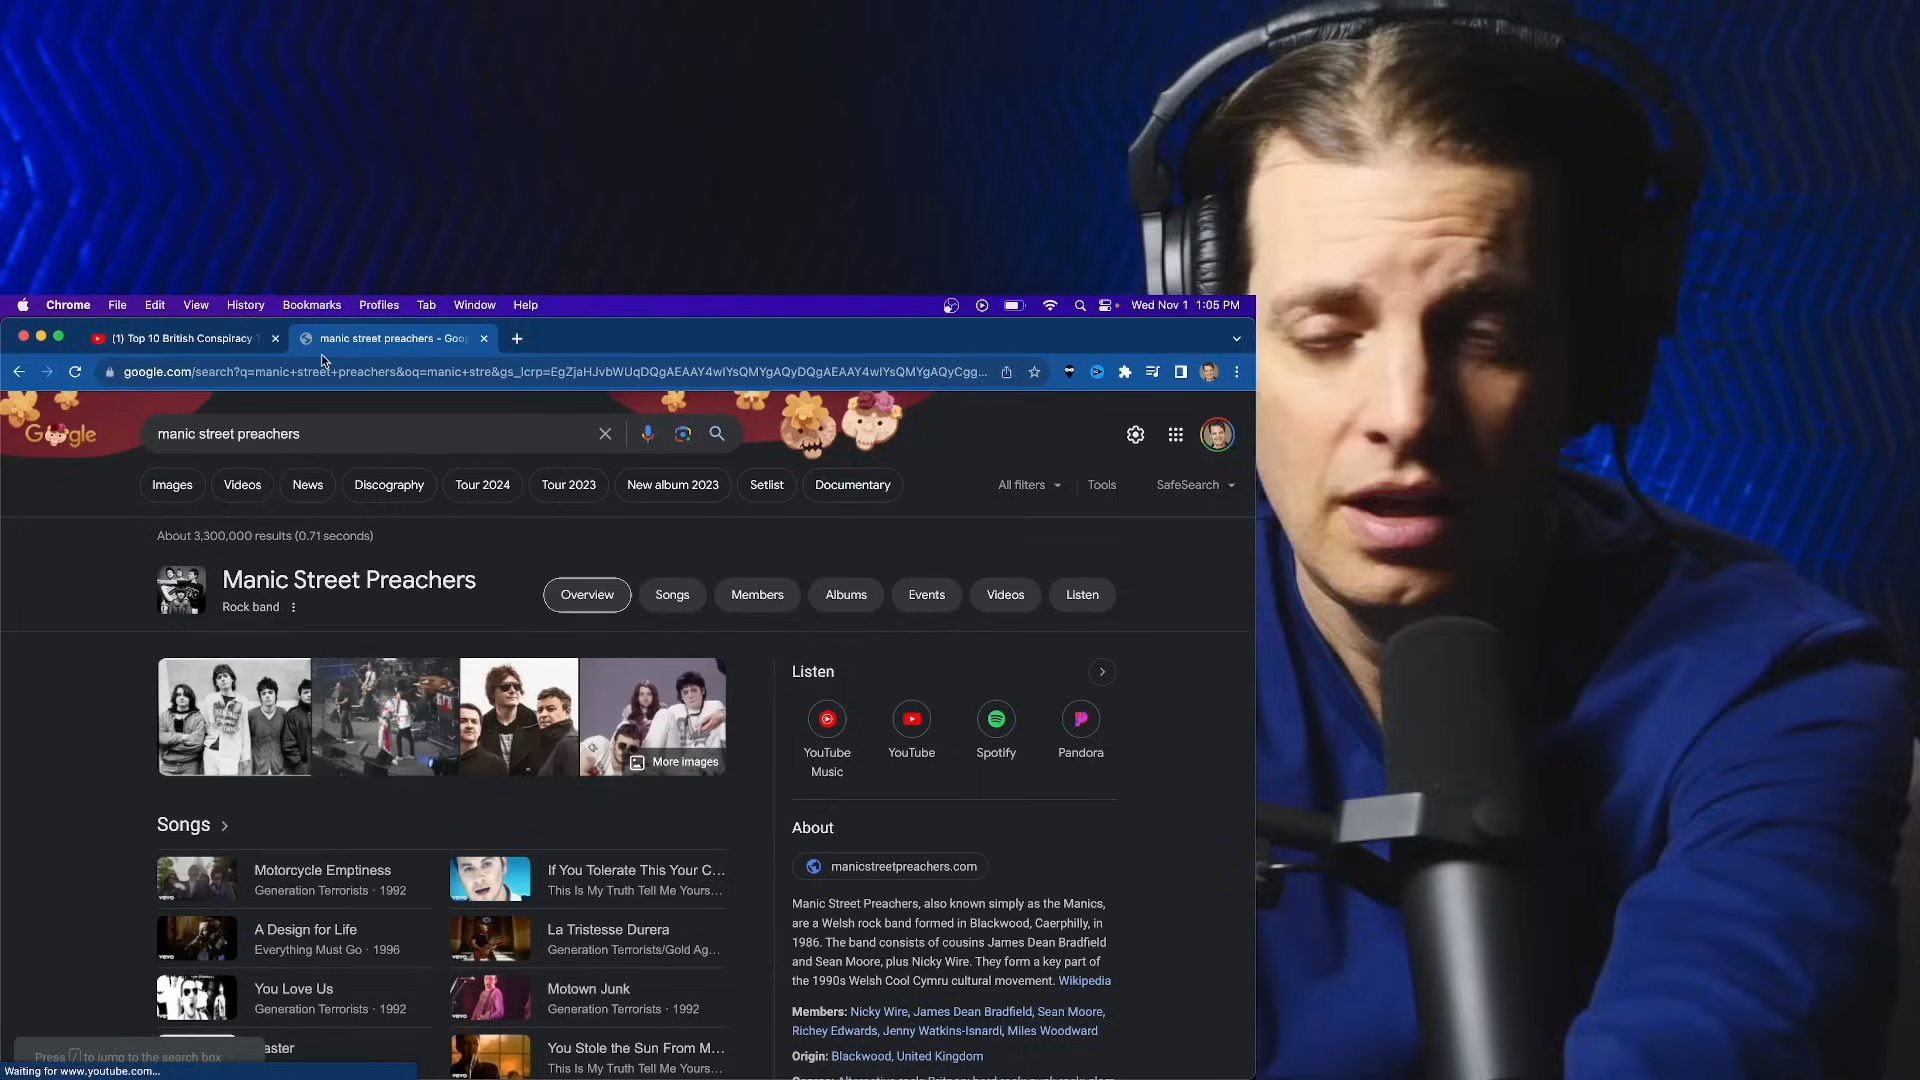 Chrome File Edit View History Bookmarks Profiles Tab Window Help Wed Nov 1 1:05 PM
(1) Top 10 British Conspiracy T manic street preachers - Goo
google.com/search?q=manic+street+preachers&oq=manic+stre&gs_lcrp=EgZjaHJvbWUqDQgAEAAY4wIYsQMYgAQyDQgAEAAY4wIYsQMYgAQyCgg...
Google manic street preachers
Images Videos News Discography Tour 2024 Tour 2023 New album 2023 Setlist Documentary All filters Tools SafeSearch
About 3,300,000 results (0.71 seconds)
Manic Street Preachers
Rock band
Overview Songs Members Albums Events Videos Listen
More images
Songs
Motorcycle Emptiness
Generation Terrorists · 1992
If You Tolerate This Your C...
This Is My Truth Tell Me Yours...
A Design for Life
Everything Must Go · 1996
La Tristesse Durera
Generation Terrorists/Gold Ag...
You Love Us
Generation Terrorists · 1992
Motown Junk
Generation Terrorists · 1992
aster
You Stole the Sun From M...
This Is My Truth Tell Me Yours...
Press / to jump to the search box
Waiting for www.youtube.com...
Listen
YouTube Music
YouTube
Spotify
Pandora
About
manicstreetpreachers.com
Manic Street Preachers, also known simply as the Manics,
are a Welsh rock band formed in Blackwood, Caerphilly, in
1986. The band consists of cousins James Dean Bradfield
and Sean Moore, plus Nicky Wire. They form a key part of
the 1990s Welsh Cool Cymru cultural movement. Wikipedia
Members: Nicky Wire, James Dean Bradfield, Sean Moore,
Richey Edwards, Jenny Watkins-Isnardi, Miles Woodward
Origin: Blackwood, United Kingdom